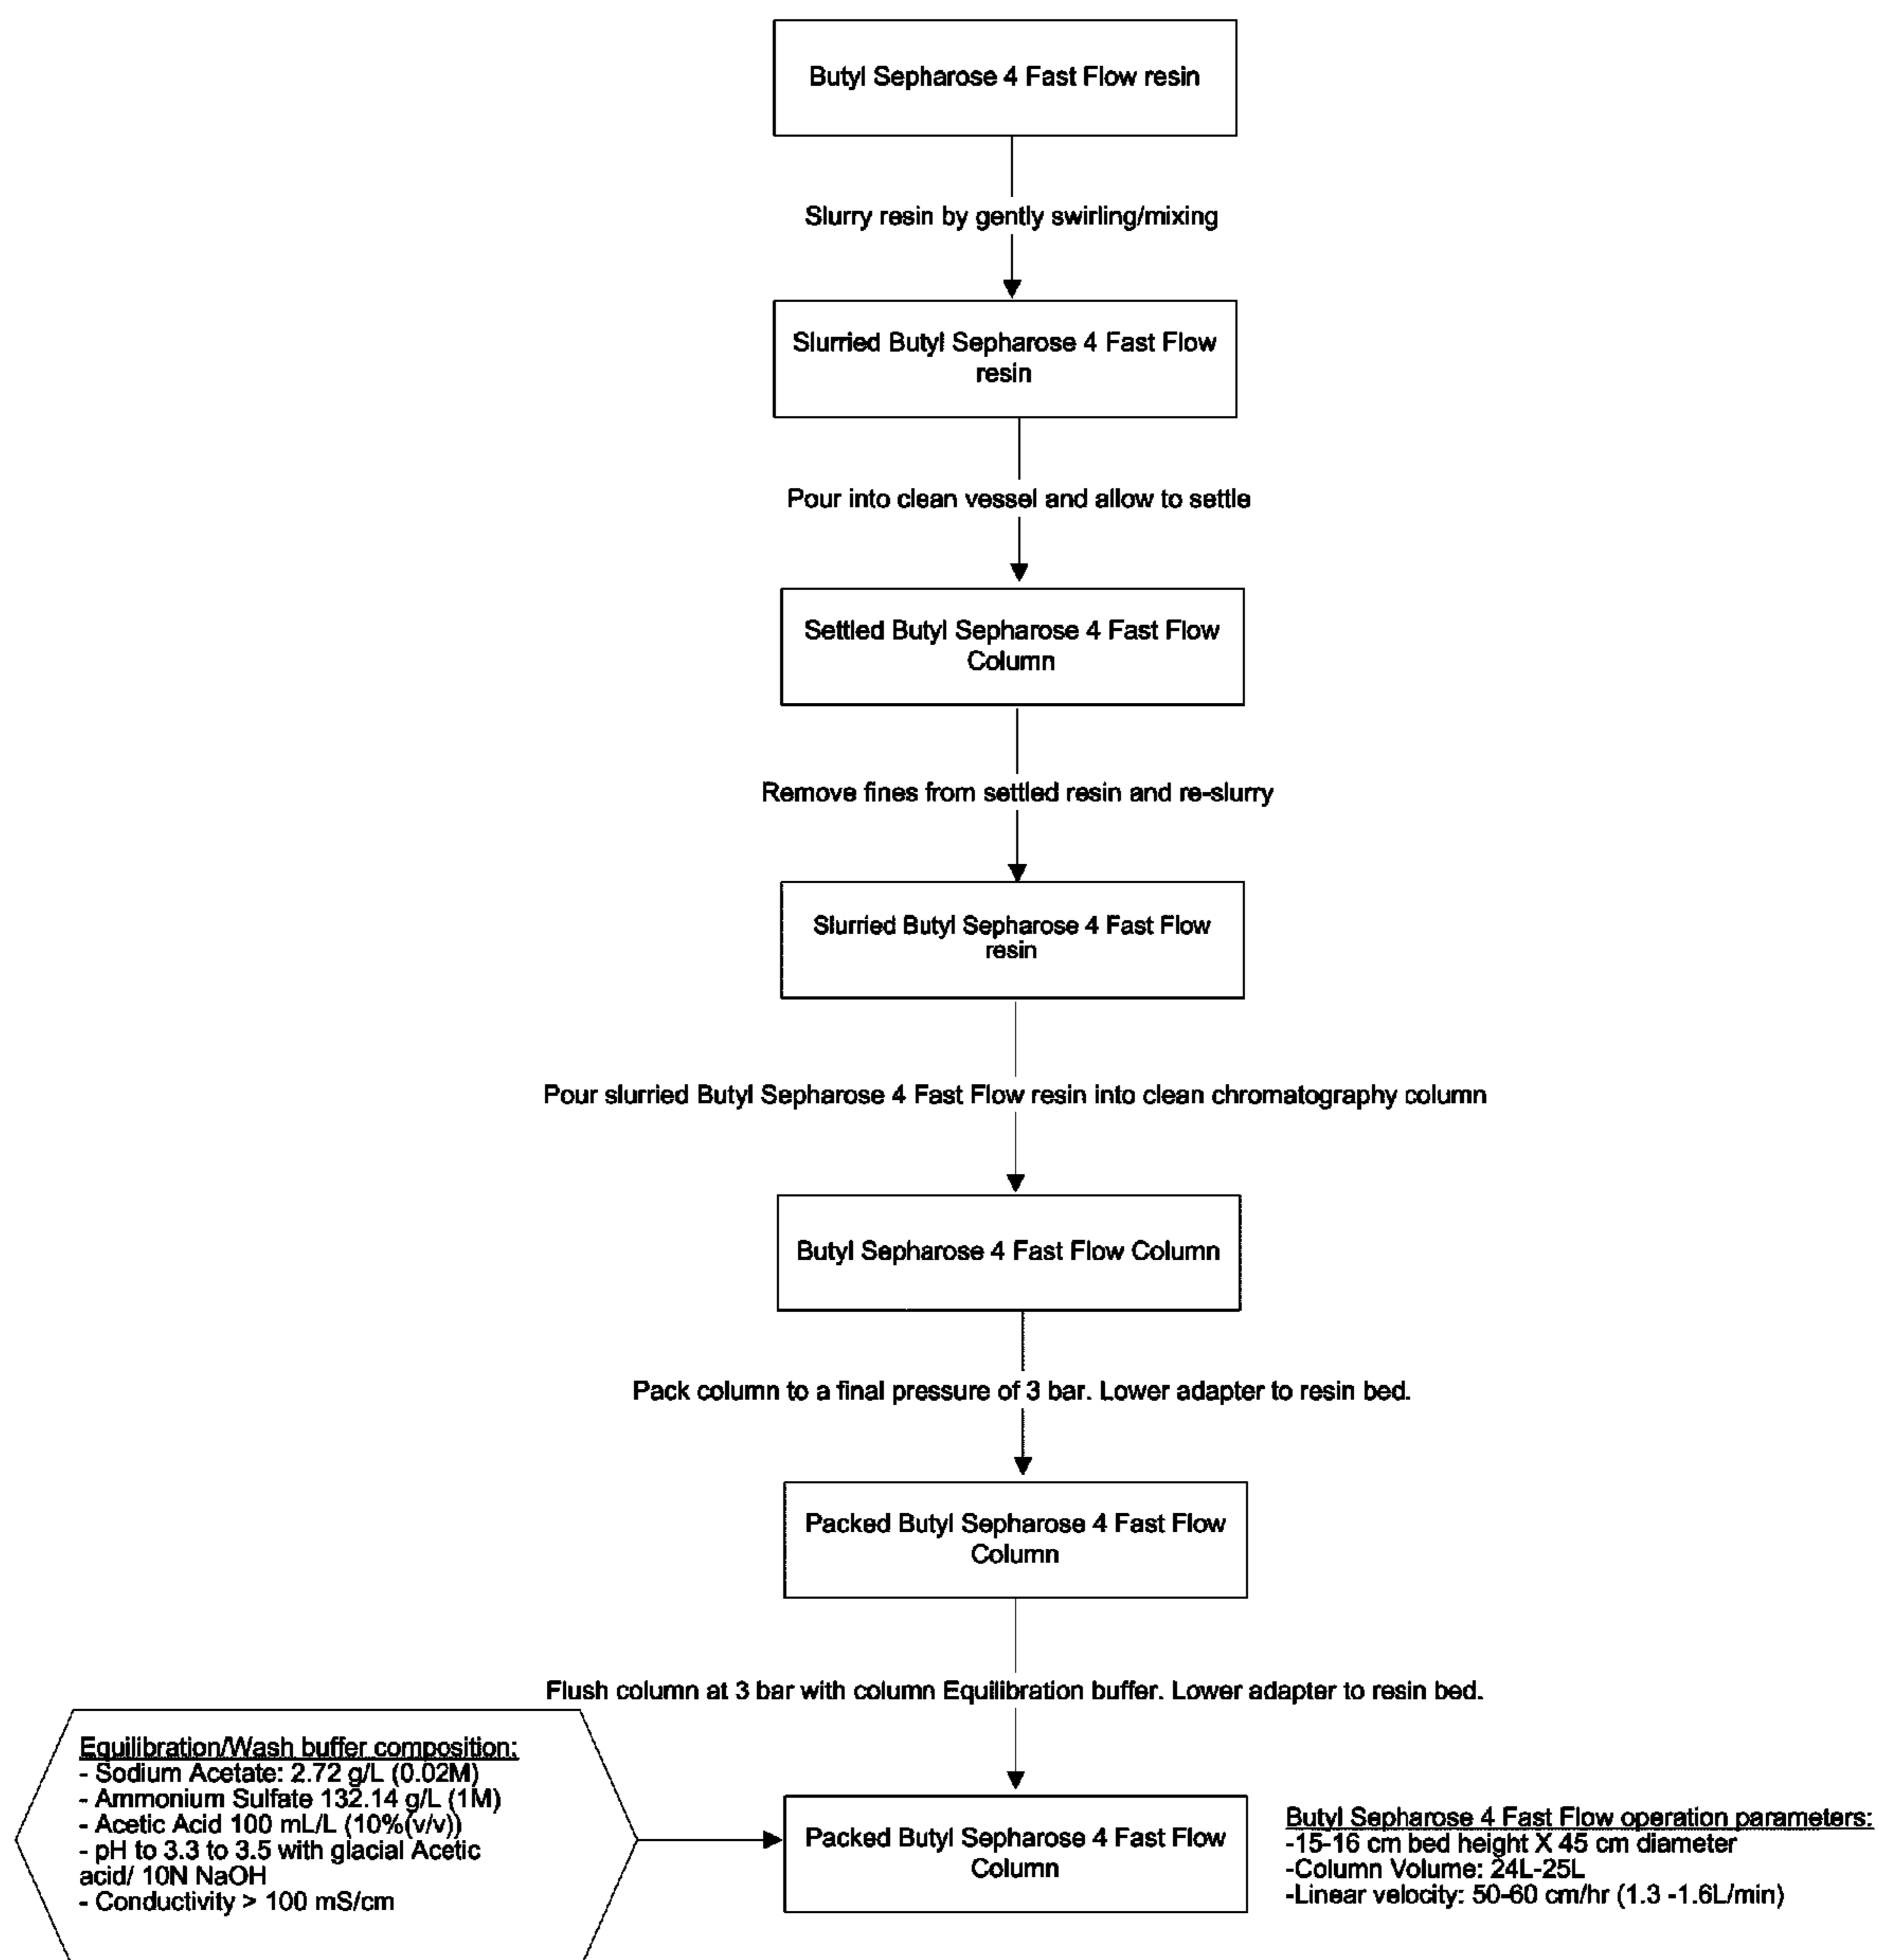 Butyl Sepharose 4 Fast Flow resin
Slurry resin by gently swirling/mixing
Slurried Butyl Sepharose 4 Fast Flow
resin
Pour into clean vessel and allow to settle
Settled Butyl Sepharose 4 Fast Flow
Column
Remove fines from settled resin and re-slurry
Slurried Butyl Sepharose 4 Fast Flow
resin
Pour slurried Butyl Sepharose 4 Fast Flow resin into clean chromatography column
Butyl Sepharose 4 Fast Flow Column
Pack column to a final pressure of 3 bar. Lower adapter to resin bed.
Packed Butyl Sepharose 4 Fast Flow
Column
Flush column at 3 bar with column Equilibration buffer. Lower adapter to resin bed.
Equilibration/Wash buffer composition:
- Sodium Acetate: 2.72 g/L (0.02M)
- Ammonium Sulfate 132.14 g/L (1M)
- Acetic Acid 100 mL/L (10%(v/v))
- pH to 3.3 to 3.5 with glacial Acetic
acid/ 10N NaOH
- Conductivity > 100 mS/cm
Packed Butyl Sepharose 4 Fast Flow
Column
Butyl Sepharose 4 Fast Flow operation parameters:
-15-16 cm bed height X 45 cm diameter
-Column Volume: 24L-25L
-Linear velocity: 50-60 cm/hr (1.3 -1.6L/min)